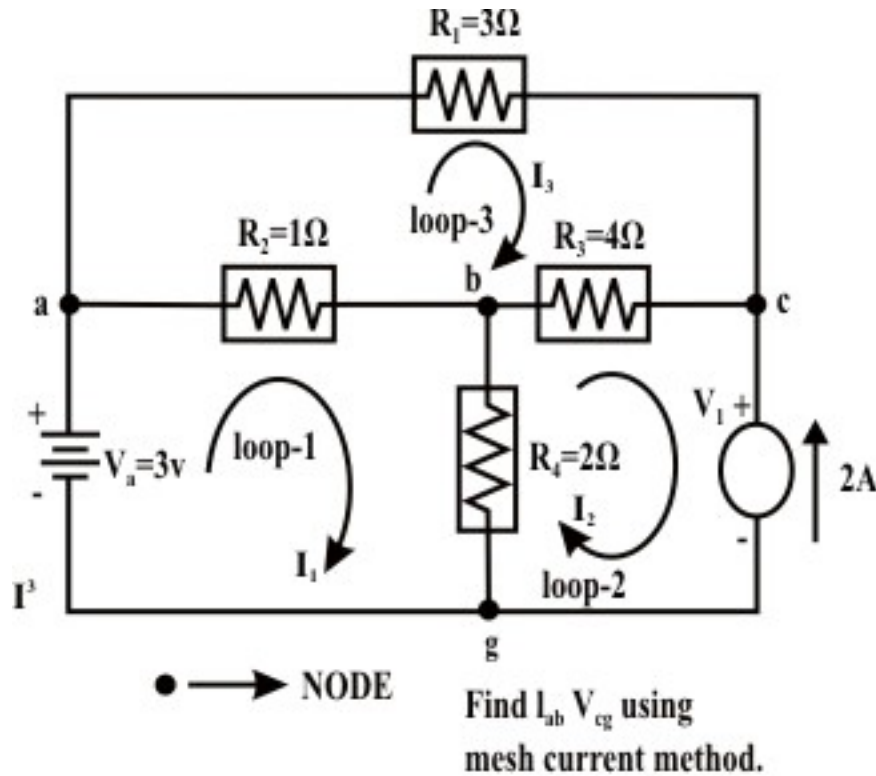 R₁=3Ω
I₃
loop-3
R₂=1Ω
R₃=4Ω
b
a
c
+
V₁ +
loop-1
Vₐ=3v
R₄=2Ω
2A
-
I₂
-
I₁
loop-2
I³
g
NODE
Find lab Vcg using
mesh current method.